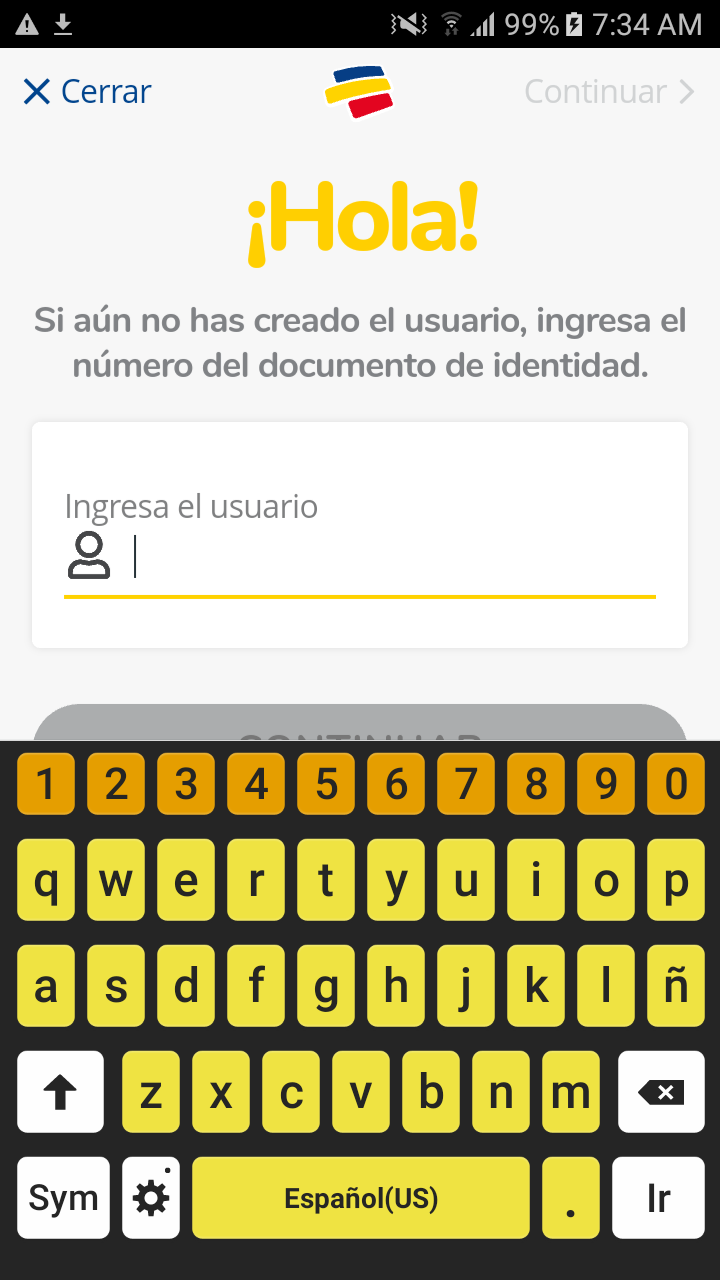 99% 7:34 AM
Cerrar
Continuar
¡Hola!
Si aún no has creado el usuario, ingresa el
número del documento de identidad.
Ingresa el usuario
CONTINUAR
1 2 3 4 5 6 7 8 9 0
q w e r t y u i o p
a s d f g h j k l ñ
z x c v b n m
Sym Español(US) . Ir